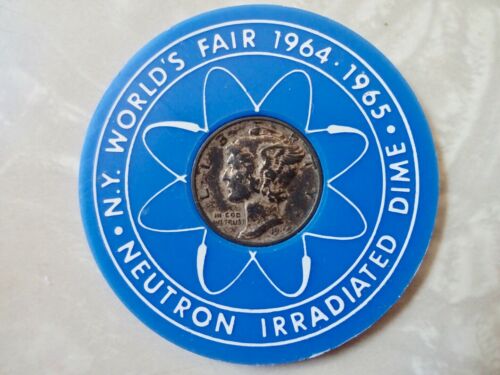 • N.Y. WORLD'S FAIR 1964 • 1965 •
NEUTRON IRRADIATED DIME
IN GOD
WE TRUST